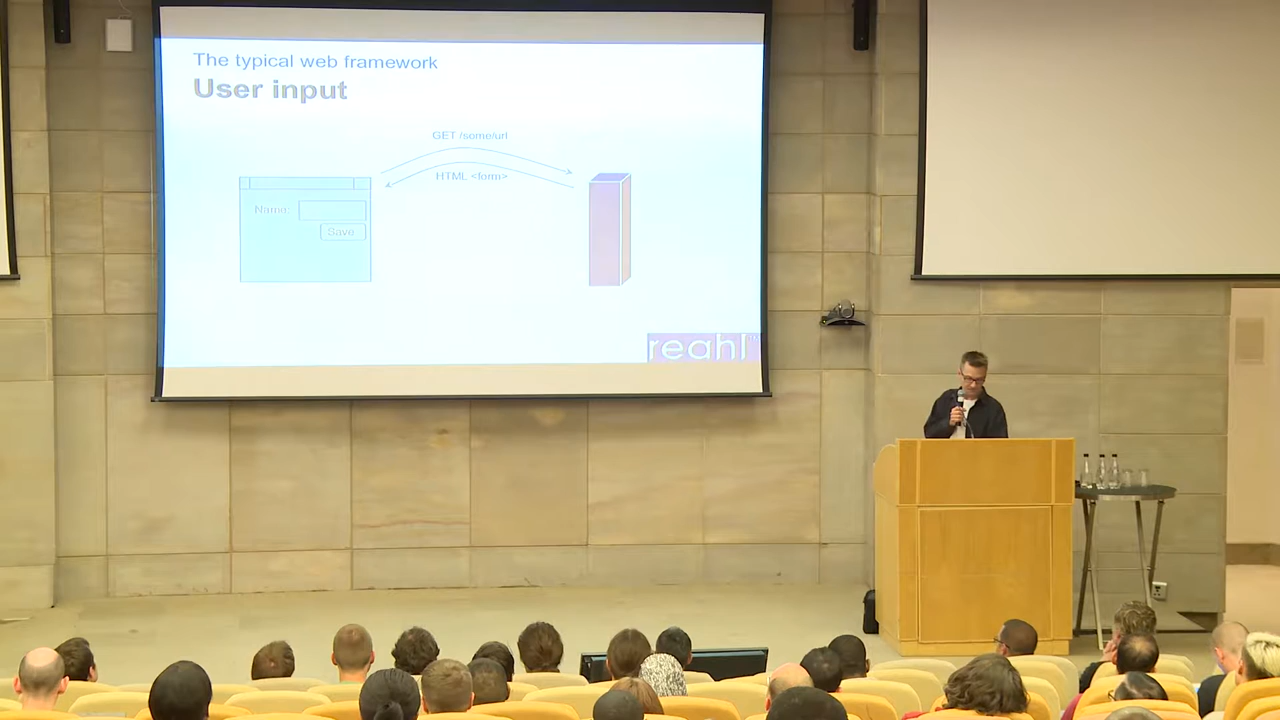 The typical web framework
User input
GET /some/url
HTML <form>
Name:
Save
reahl